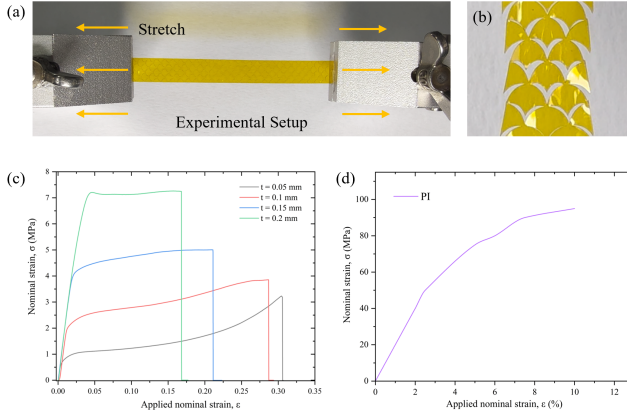 (a)
Stretch
Experimental Setup
(b)
(c)
t = 0.05 mm
t = 0.1 mm
t = 0.15 mm
t = 0.2 mm
Nominal strain, σ (MPa)
7
6
5
4
3
2
1
0
0.00
0.05
0.10
0.15
0.20
0.25
0.30
0.35
Applied nominal strain, ε
(d)
PI
Nominal strain, σ (MPa)
100
80
60
40
20
0
0
2
4
6
8
10
12
Applied nominal strain, ε (%)